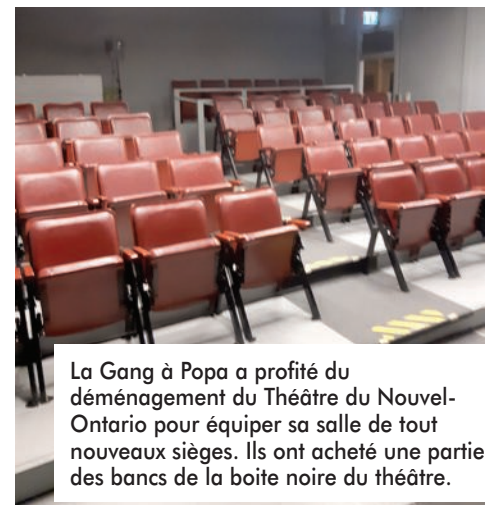 La Gang à Popa a profité du
déménagement du Théâtre du Nouvel-
Ontario pour équiper sa salle de tout
nouveaux sièges. Ils ont acheté une partie
des bancs de la boite noire du théâtre.